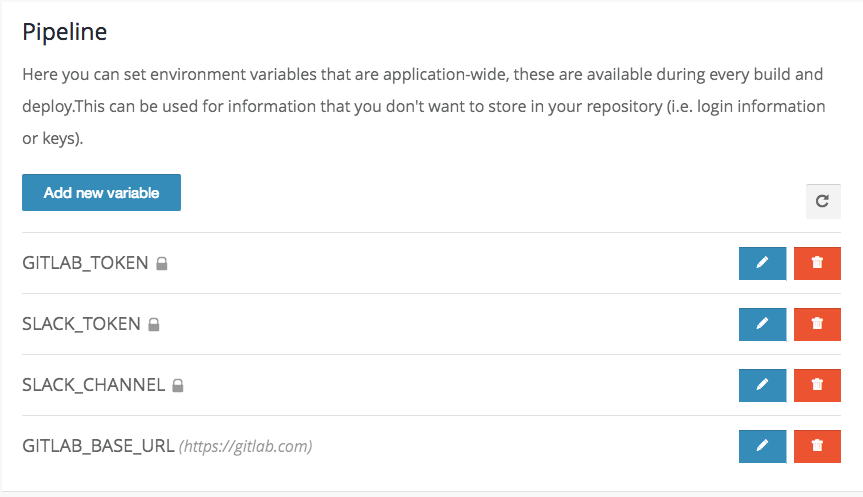 Pipeline
Here you can set environment variables that are application-wide, these are available during every build and
deploy.This can be used for information that you don't want to store in your repository (i.e. login information
or keys).
Add new variable
GITLAB_TOKEN
SLACK_TOKEN
SLACK_CHANNEL
GITLAB_BASE_URL (https://gitlab.com)